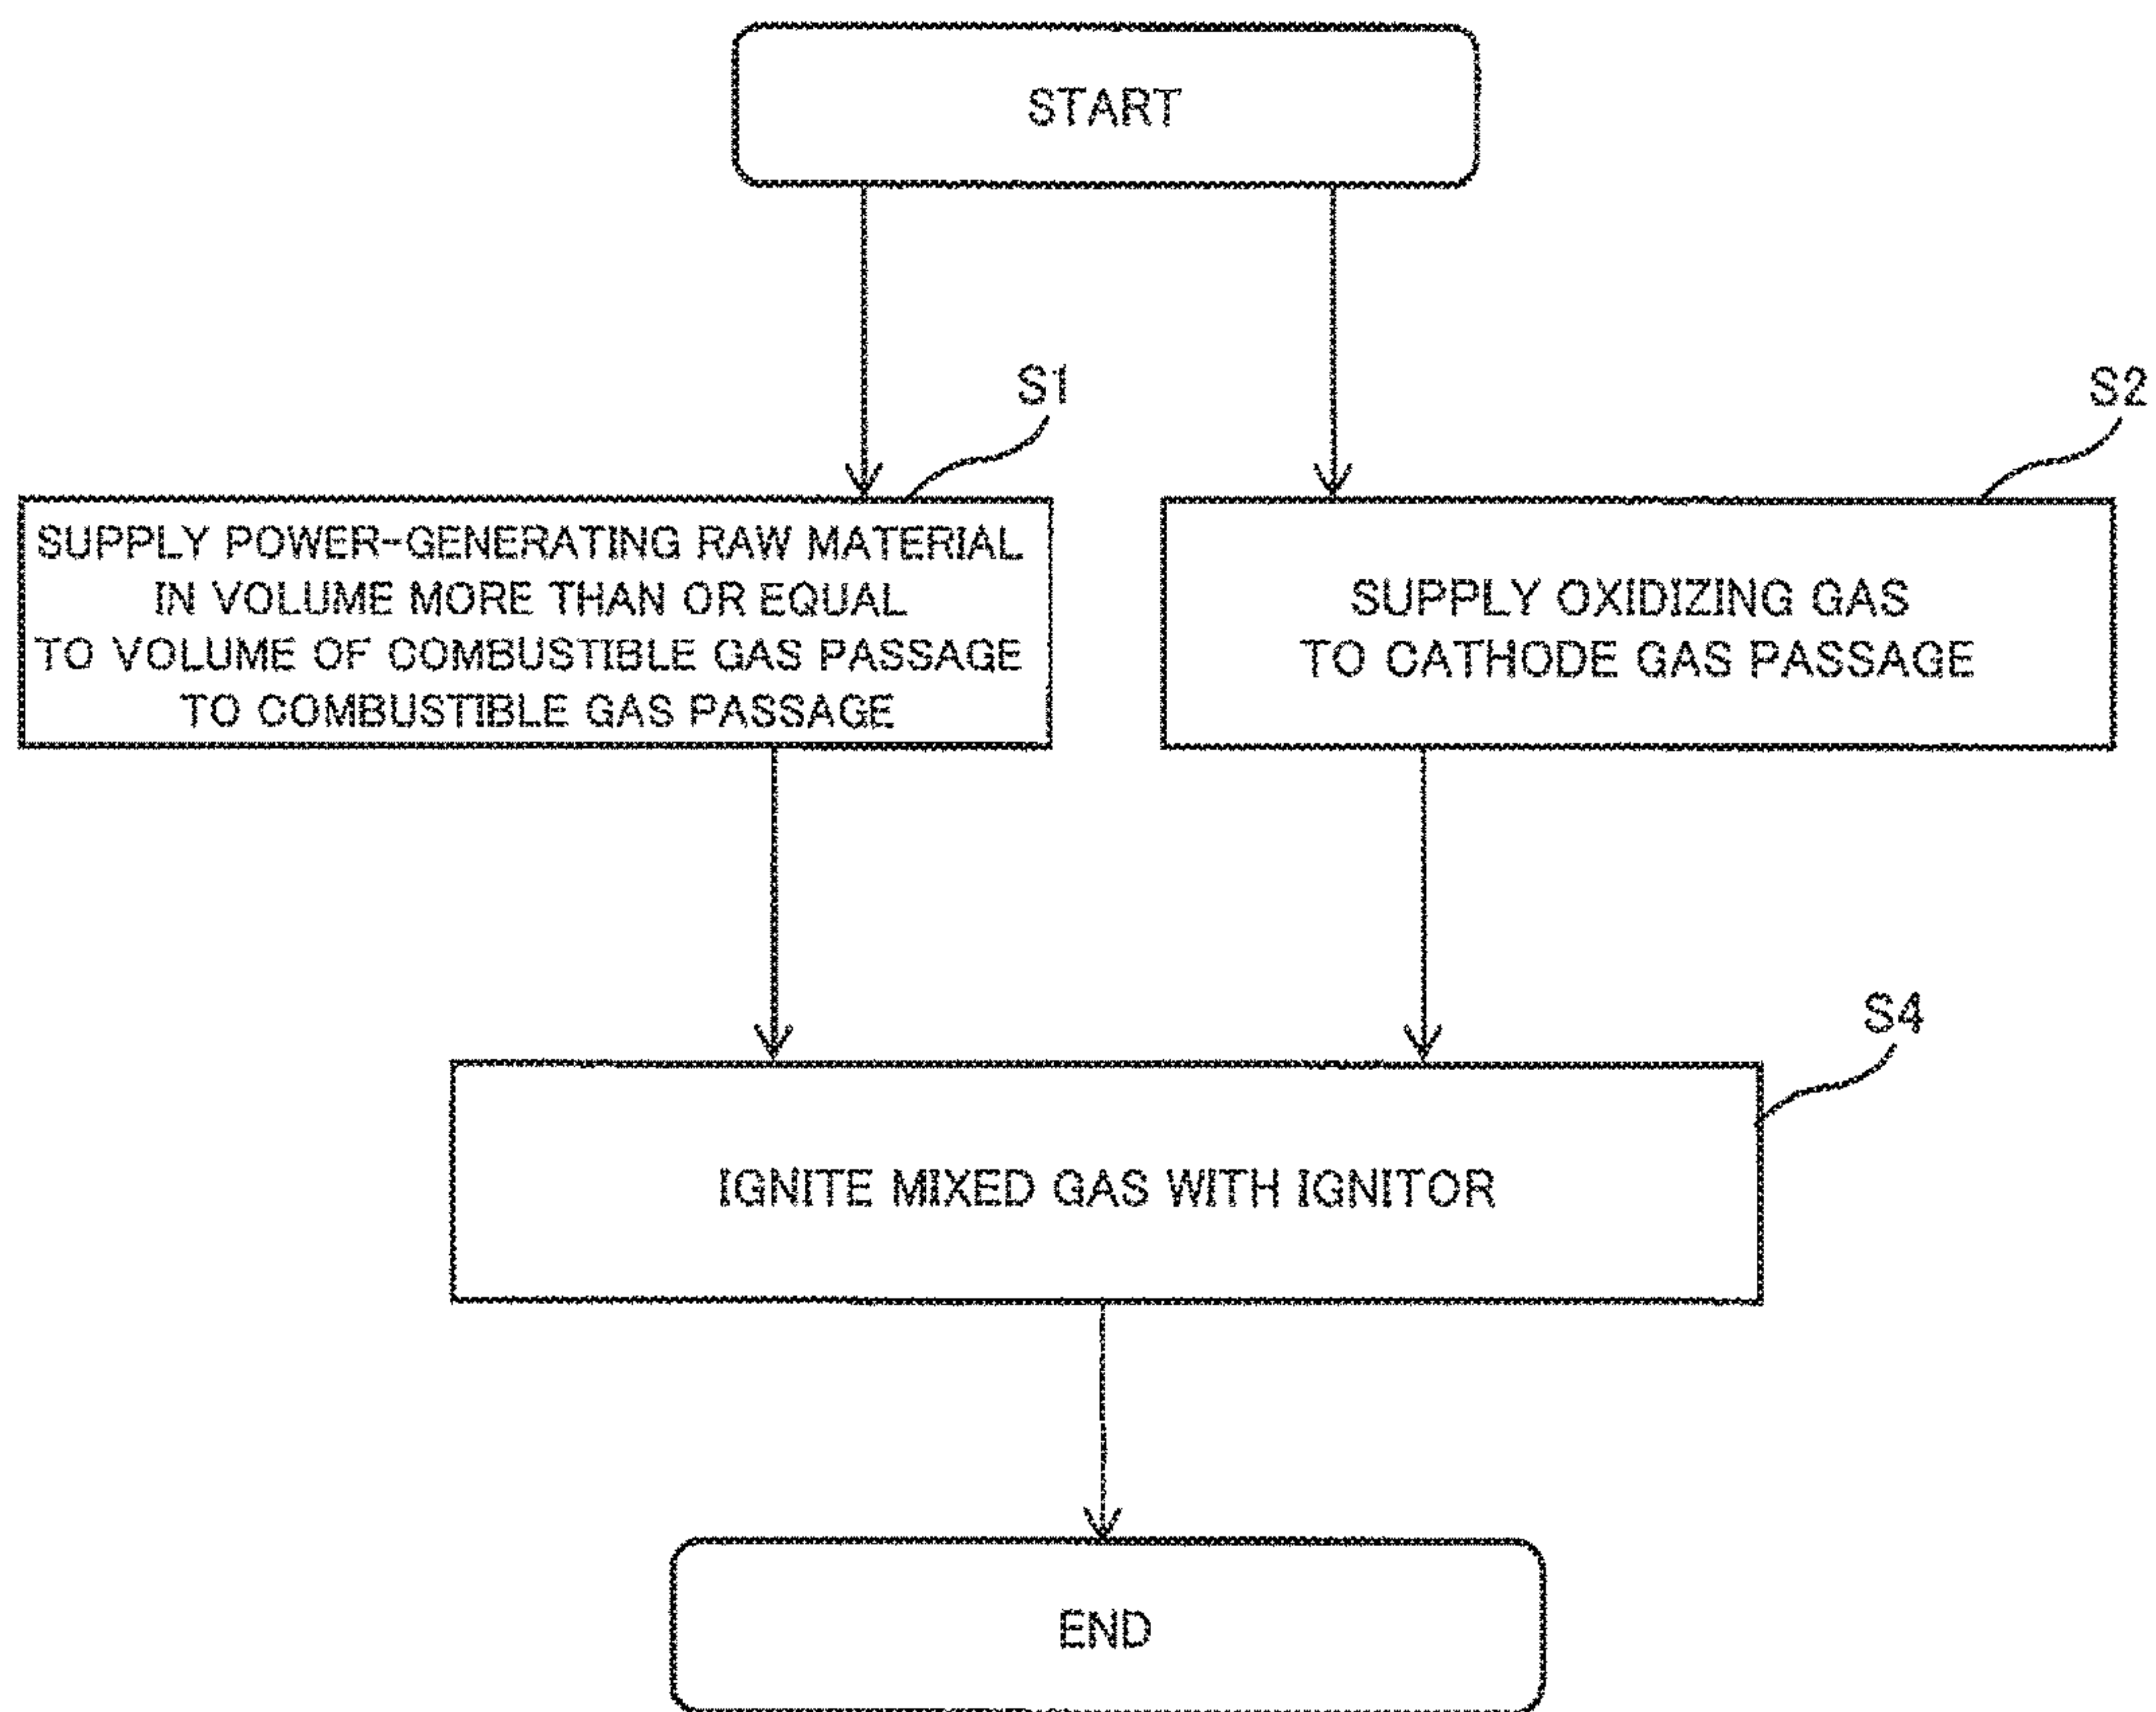 START
S1
S2
SUPPLY POWER-GENERATING RAW MATERIAL
IN VOLUME MORE THAN OR EQUAL
TO VOLUME OF COMBUSTIBLE GAS PASSAGE
TO COMBUSTIBLE GAS PASSAGE
SUPPLY OXIDIZING GAS
TO CATHODE GAS PASSAGE
S4
IGNITE MIXED GAS WITH IGNITOR
END